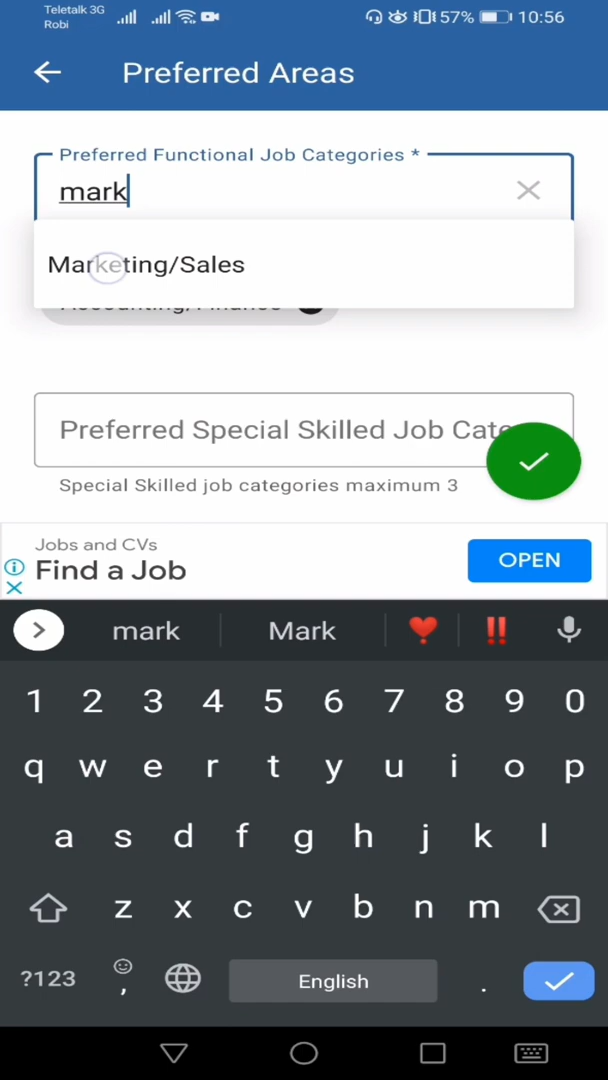 Teletalk 3G
Robi
57% 10:56
Preferred Areas
Preferred Functional Job Categories *
mark
Marketing/Sales
Accounting/Finance
Preferred Special Skilled Job Cate
Special Skilled job categories maximum 3
Jobs and CVs
Find a Job
OPEN
mark Mark
1 2 3 4 5 6 7 8 9 0
q w e r t y u i o p
a s d f g h j k l
z x c v b n m
?123 , English .